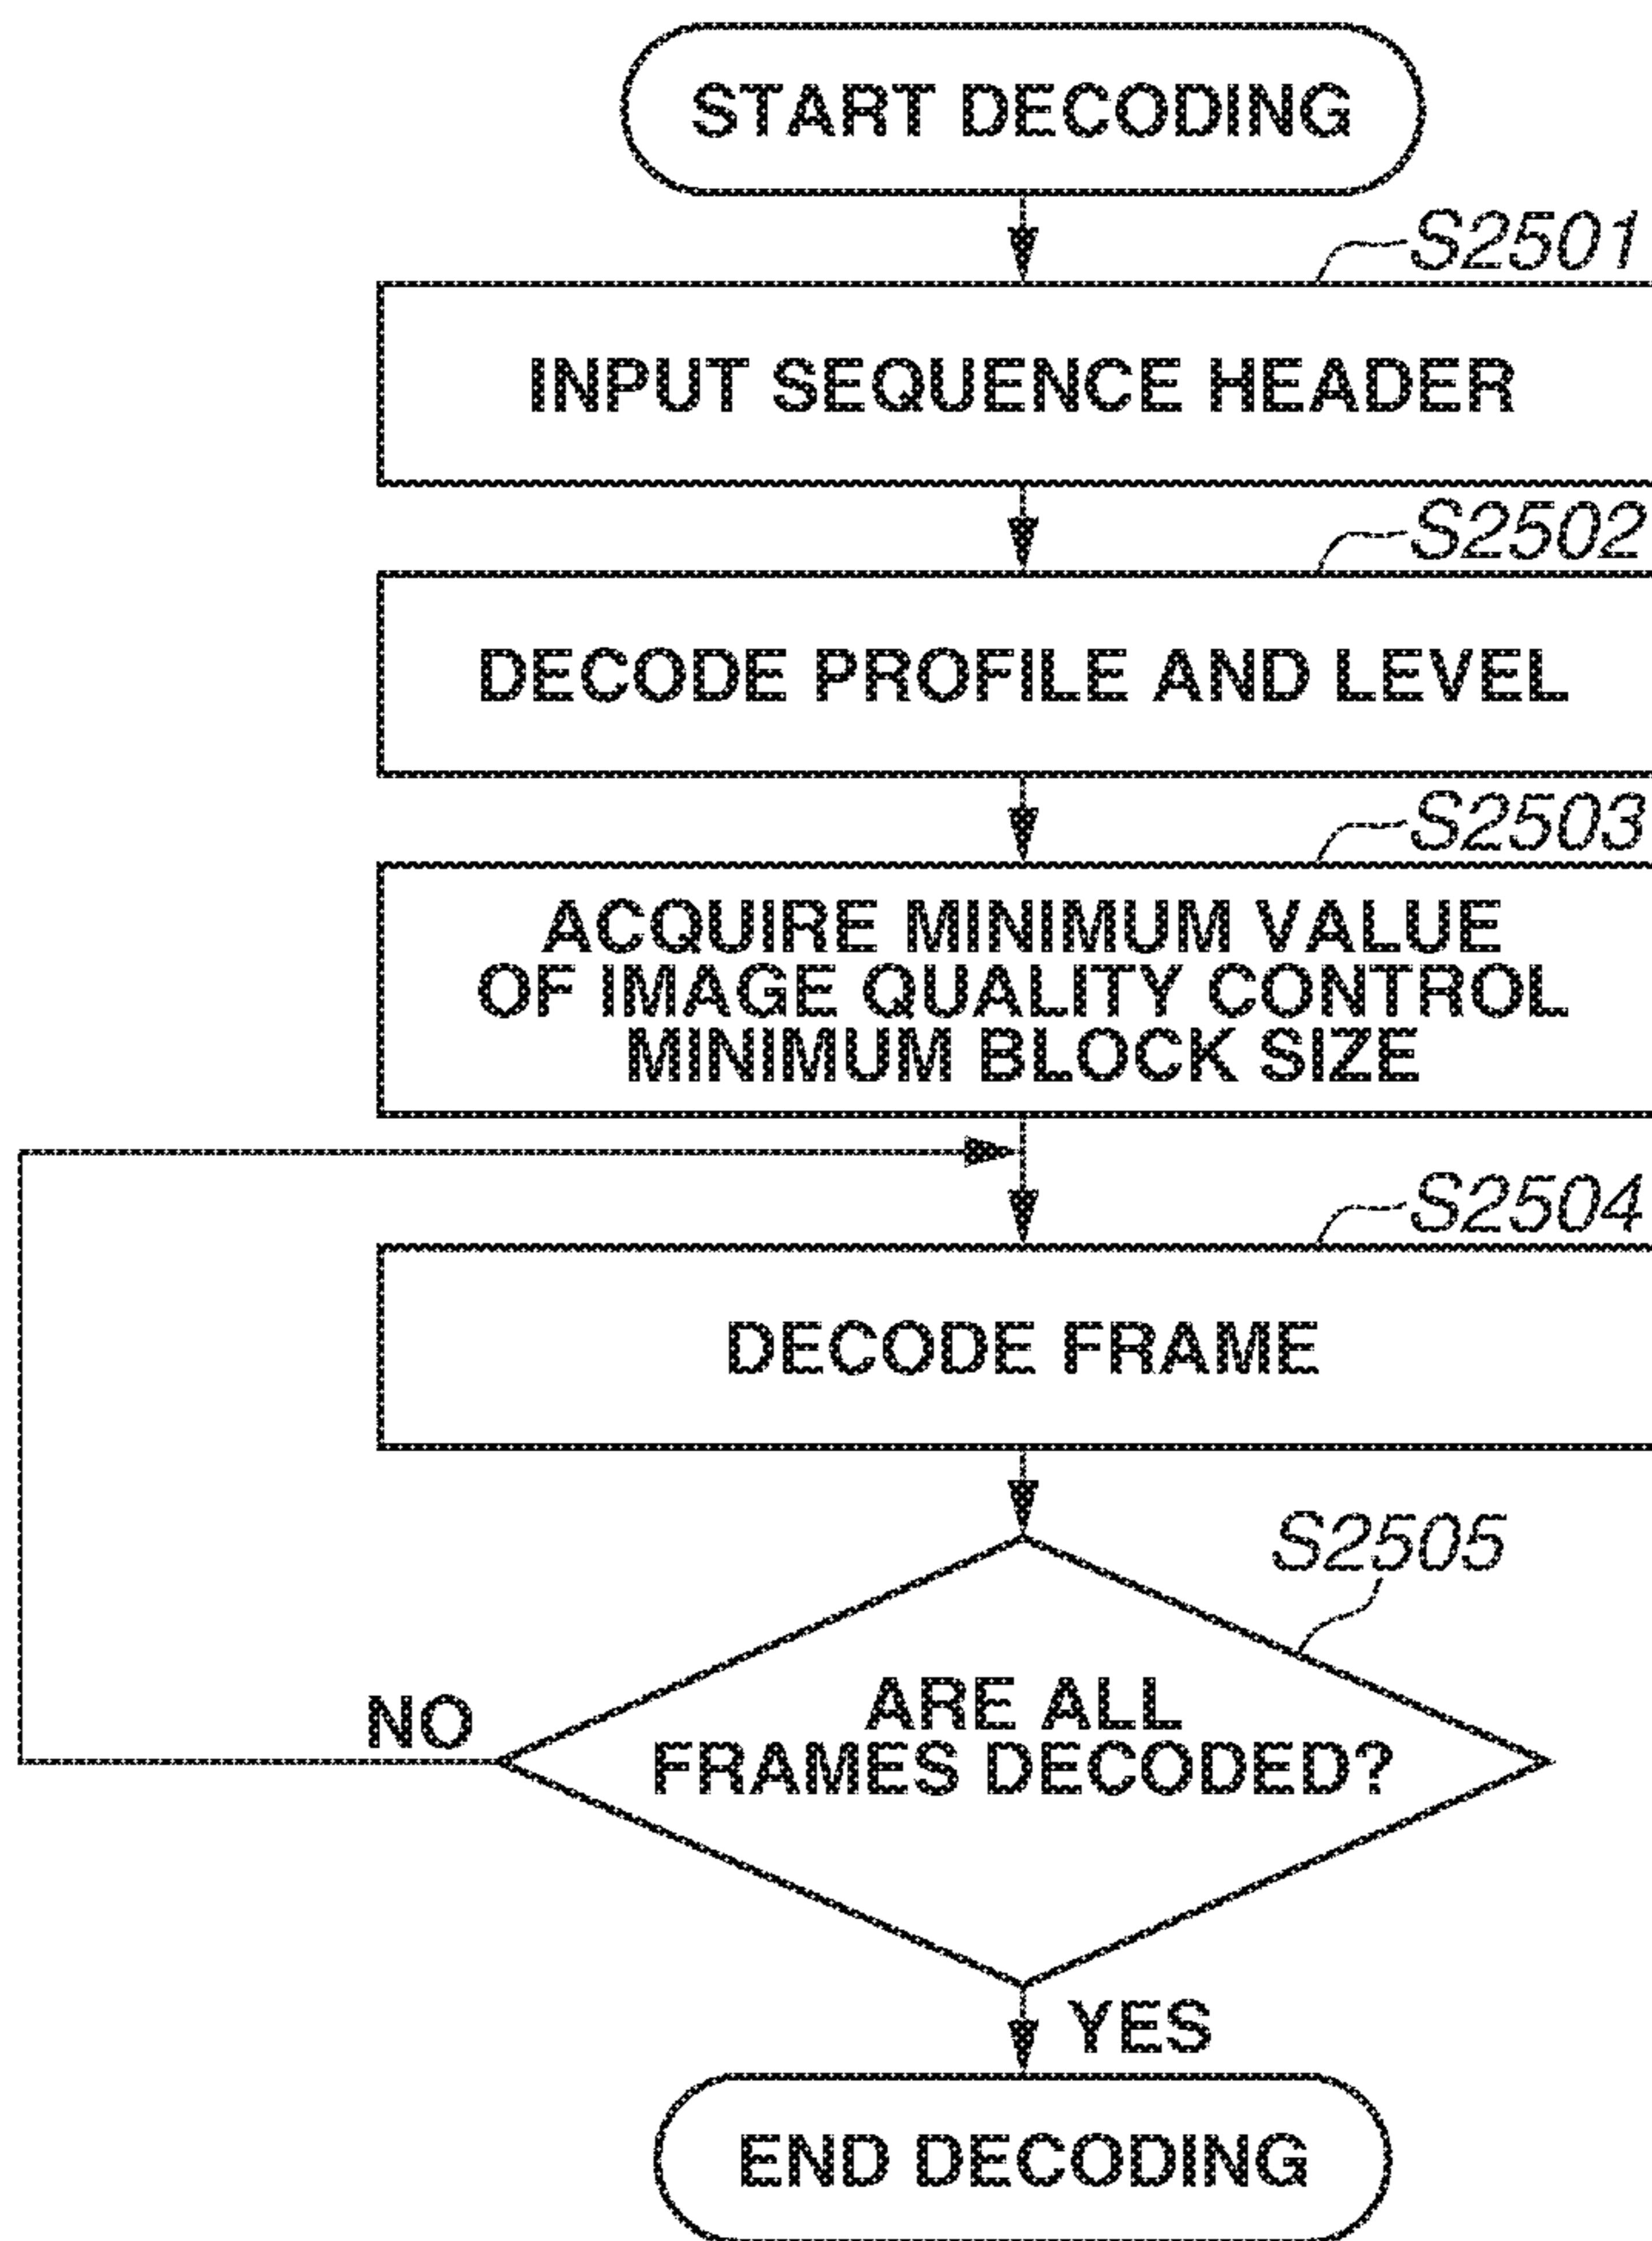 START DECODING
S2501
INPUT SEQUENCE HEADER
S2502
DECODE PROFILE AND LEVEL
S2503
ACQUIRE MINIMUM VALUE
OF IMAGE QUALITY CONTROL
MINIMUM BLOCK SIZE
S2504
DECODE FRAME
S2505
ARE ALL
FRAMES DECODED?
NO
YES
END DECODING